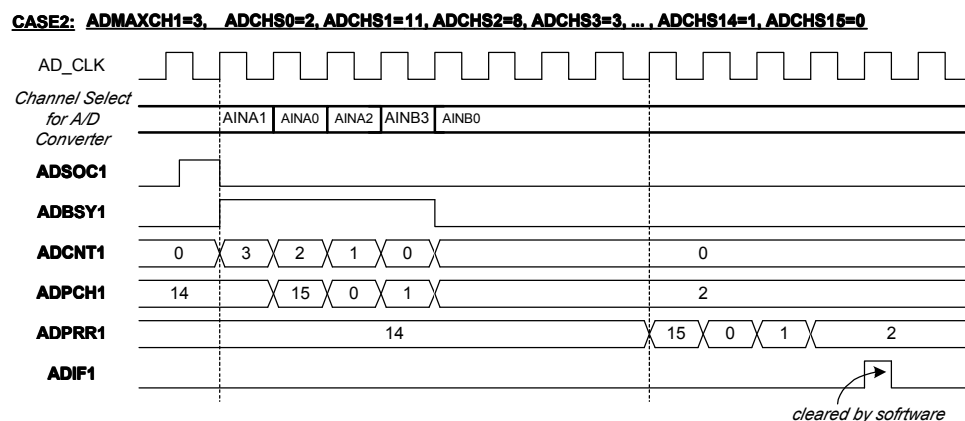 CASE2: ADMAXCH1=3, ADCHS0=2, ADCHS1=11, ADCHS2=8, ADCHS3=3, ... , ADCHS14=1, ADCHS15=0
AD_CLK
Channel Select
for A/D
Converter
AINA1 AINA0 AINA2 AINB3 AINB0
ADSOC1
ADBSY1
ADCNT1 0 3 2 1 0 0
ADPCH1 14 15 0 1 2
ADPRR1 14 15 0 1 2
ADIF1
cleared by sofrtware